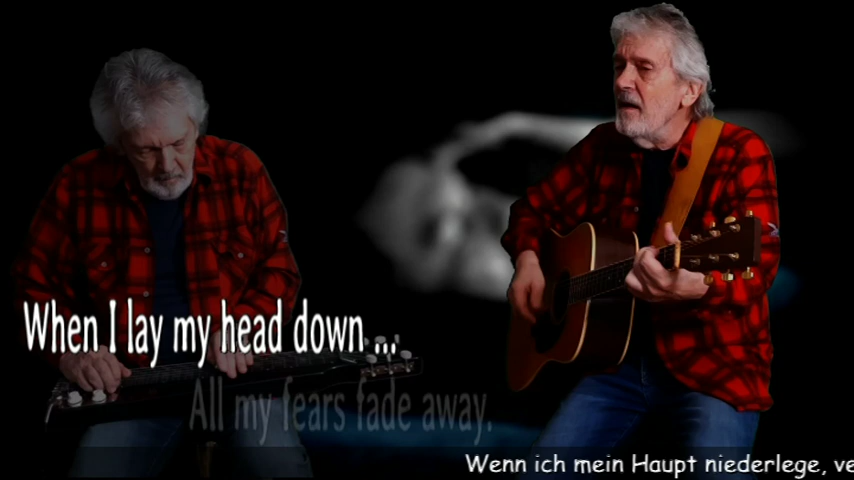 When I lay my head down ...
All my fears fade away.
Wenn ich mein Haupt niederlege,